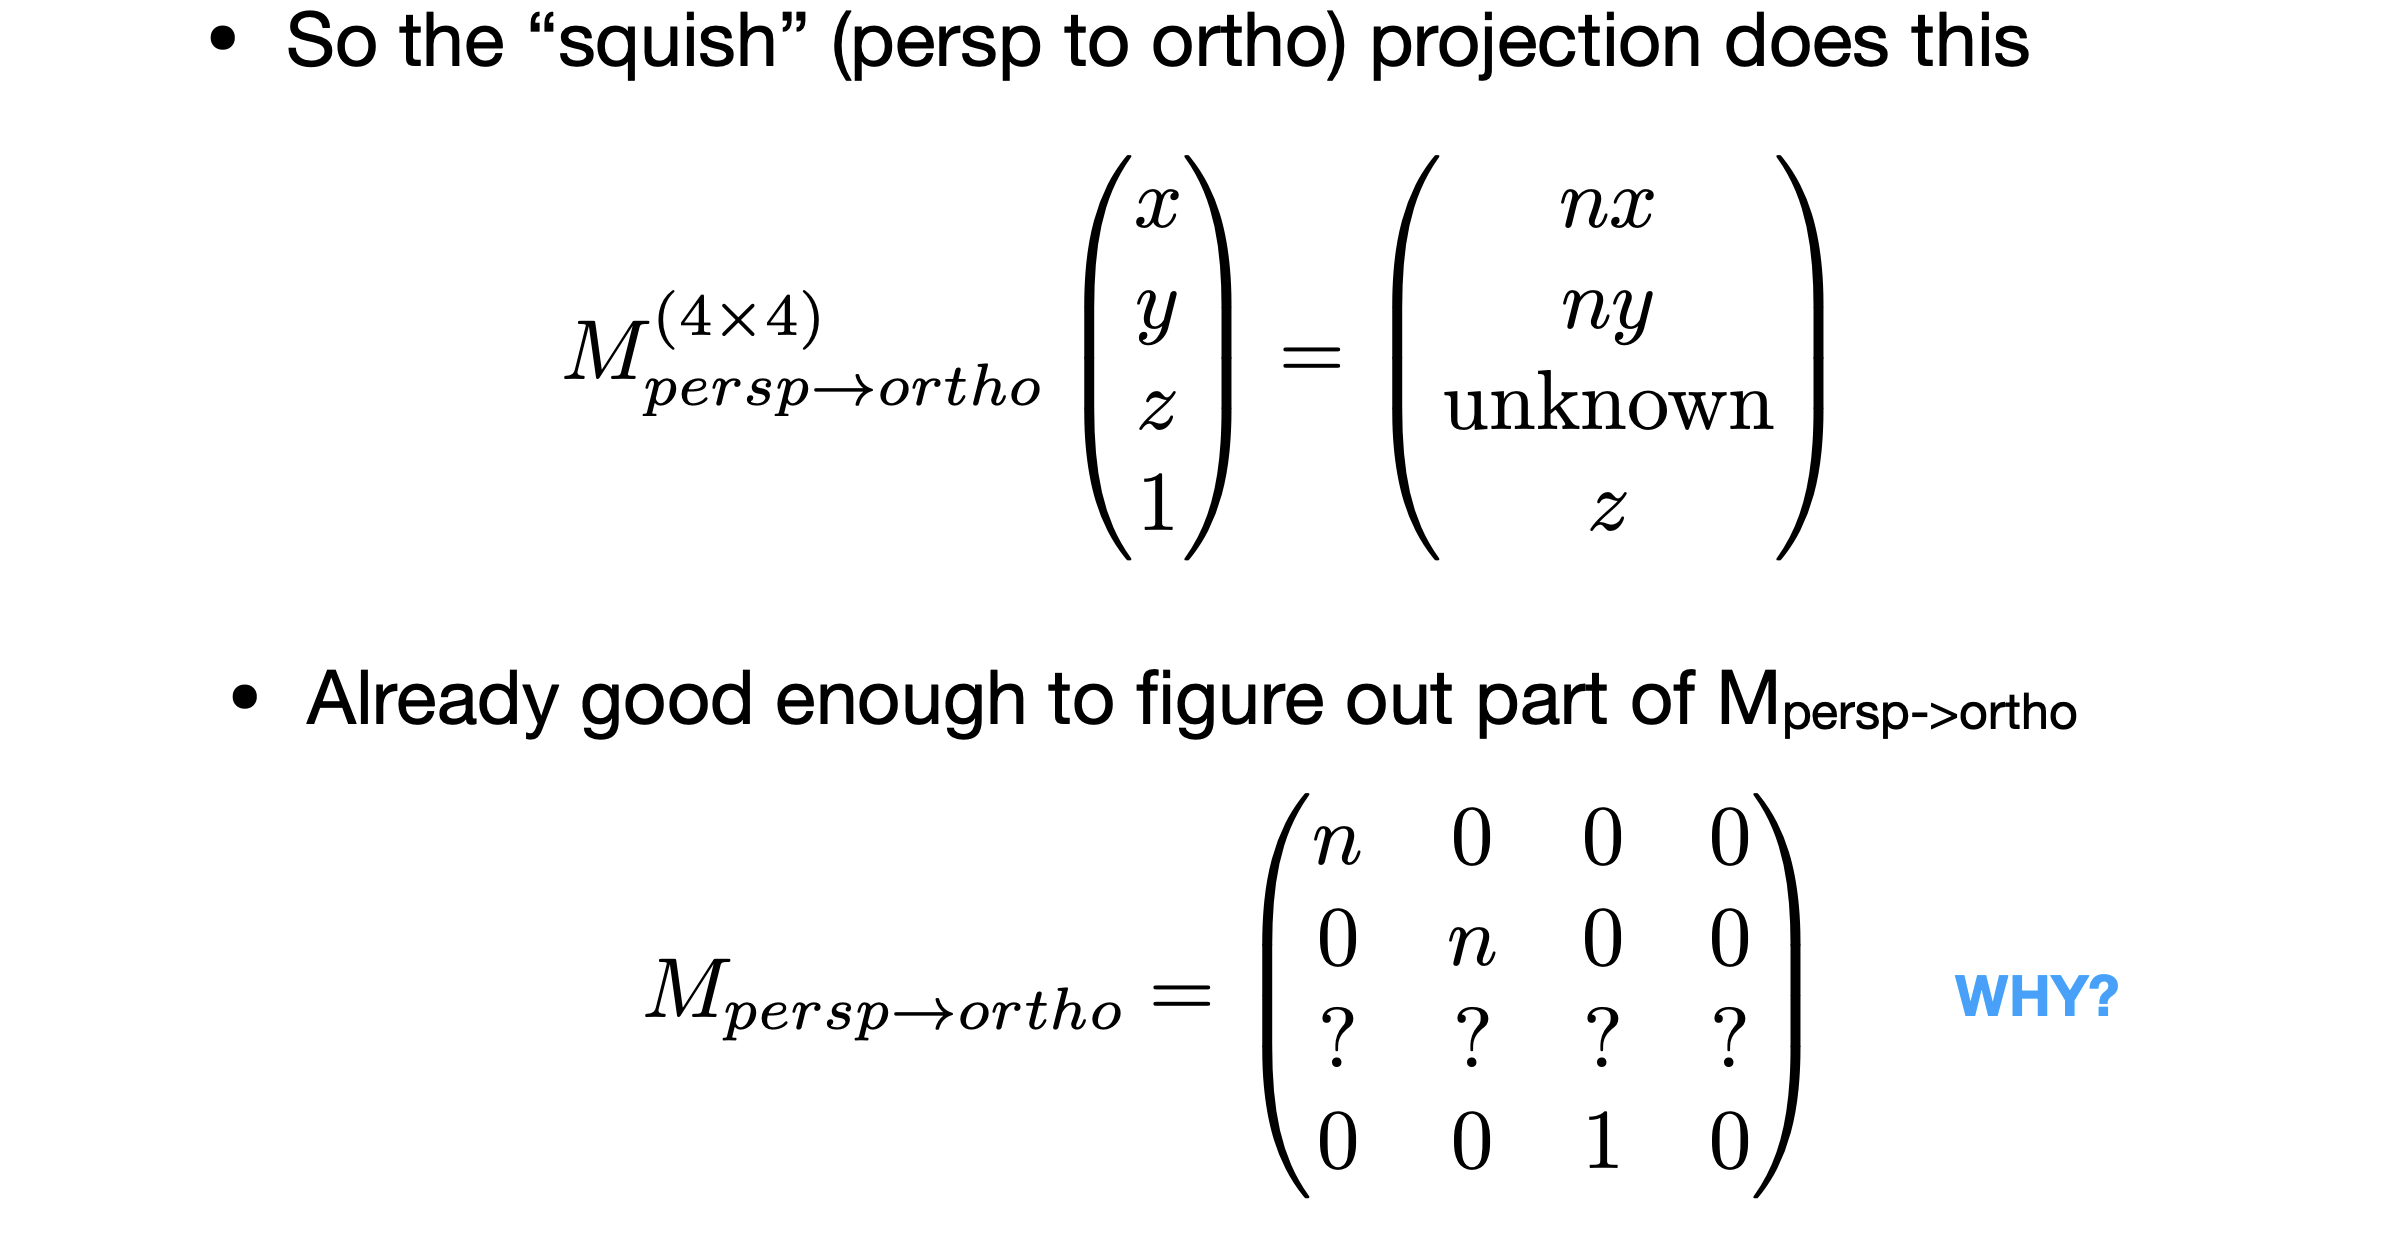 • So the “squish” (persp to ortho) projection does this
$M_{persp \to ortho}^{(4 \times 4)} \begin{pmatrix} x \\ y \\ z \\ 1 \end{pmatrix} = \begin{pmatrix} nx \\ ny \\ \text{unknown} \\ z \end{pmatrix}$
• Already good enough to figure out part of M$_{\text{persp->ortho}}$
$M_{persp \to ortho} = \begin{pmatrix} n & 0 & 0 & 0 \\ 0 & n & 0 & 0 \\ ? & ? & ? & ? \\ 0 & 0 & 1 & 0 \end{pmatrix}$ WHY?